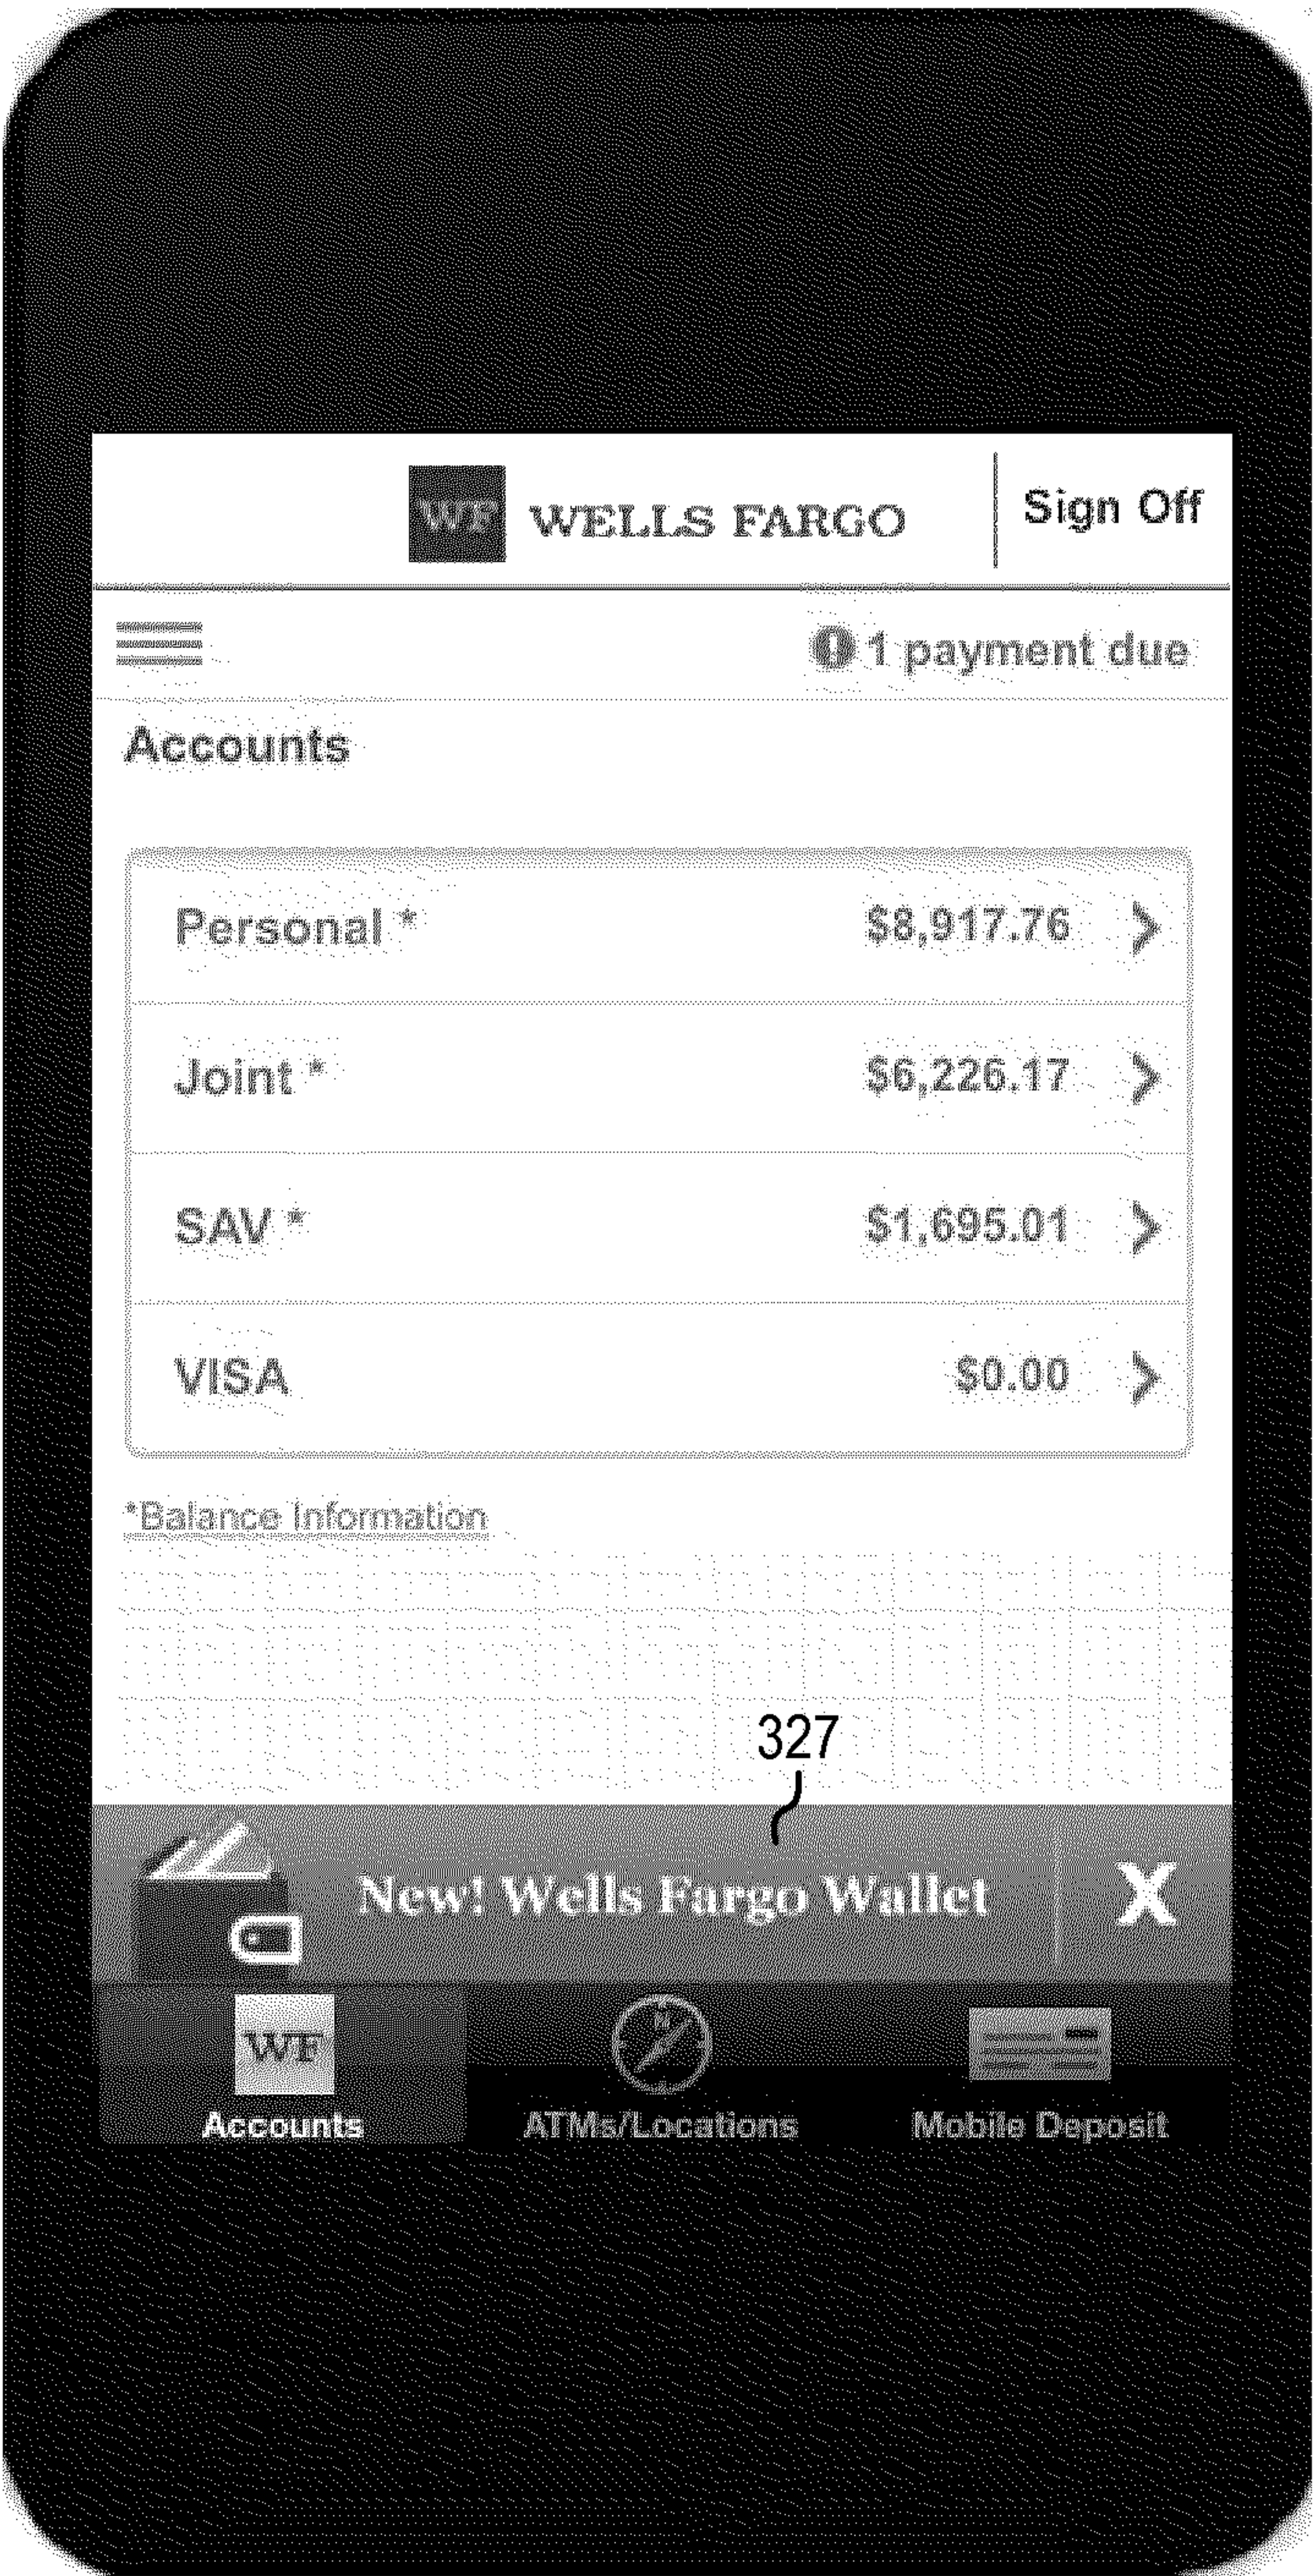 WF WELLS FARGO Sign Off
1 payment due
Accounts
Personal * $8,917.76
Joint * $6,226.17
SAV * $1,695.01
VISA $0.00
*Balance Information
327
New! Wells Fargo Wallet X
WF N
Accounts ATMs/Locations Mobile Deposit